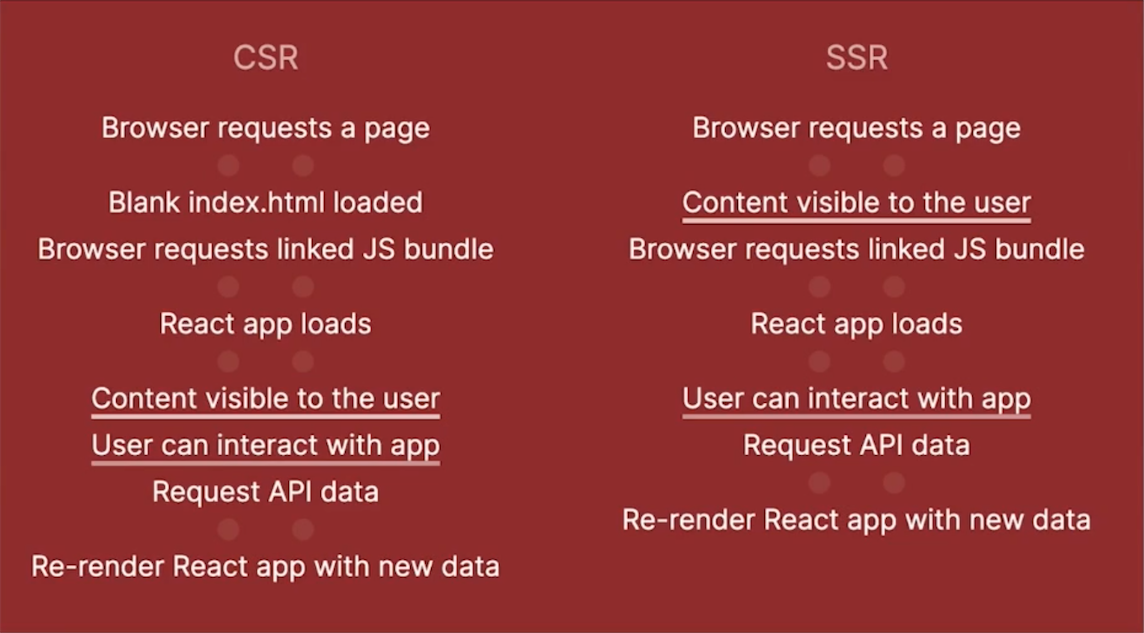 CSR
Browser requests a page
Blank index.html loaded
Browser requests linked JS bundle
React app loads
Content visible to the user
User can interact with app
Request API data
Re-render React app with new data
SSR
Browser requests a page
Content visible to the user
Browser requests linked JS bundle
React app loads
User can interact with app
Request API data
Re-render React app with new data